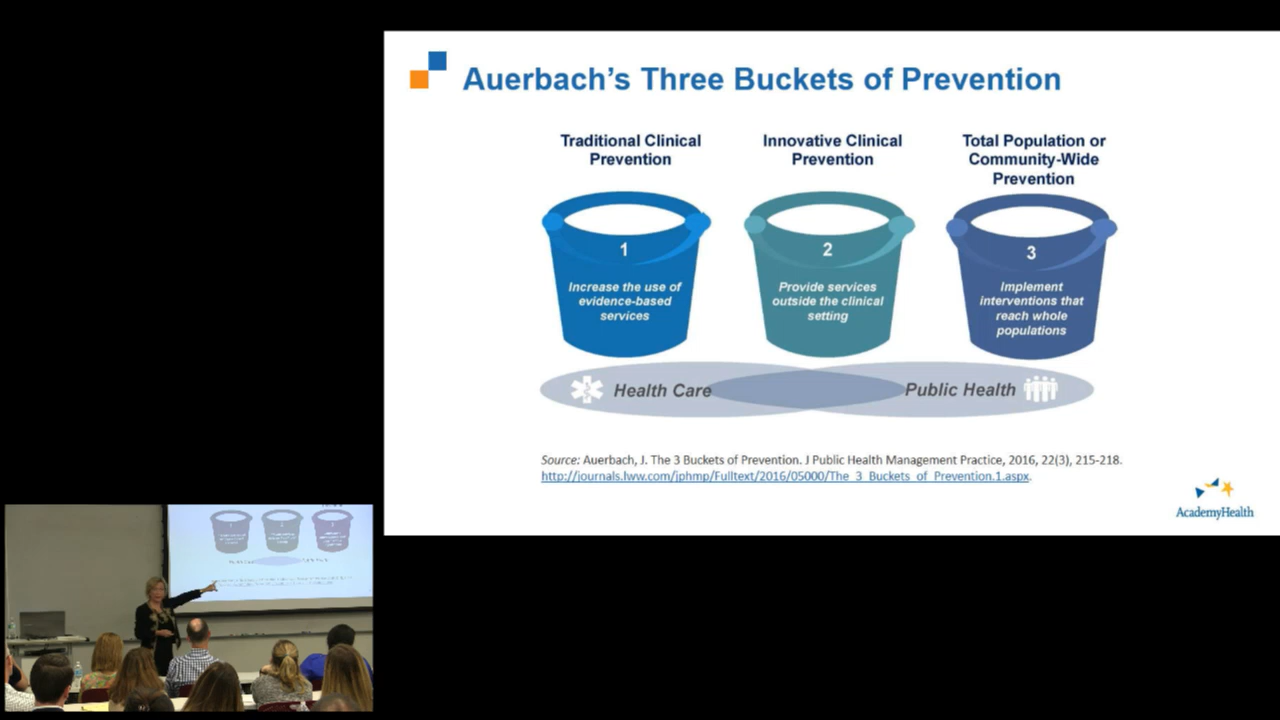 Auerbach's Three Buckets of Prevention
Traditional Clinical
Prevention
1
Increase the use of
evidence-based
services
Innovative Clinical
Prevention
2
Provide services
outside the clinical
setting
Total Population or
Community-Wide
Prevention
3
Implement
interventions that
reach whole
populations
Health Care
Public Health
Source: Auerbach, J. The 3 Buckets of Prevention. J Public Health Management Practice, 2016, 22(3), 215-218.
http://journals.lww.com/jphmp/Fulltext/2016/05000/The_3_Buckets_of_Prevention.1.aspx.
AcademyHealth